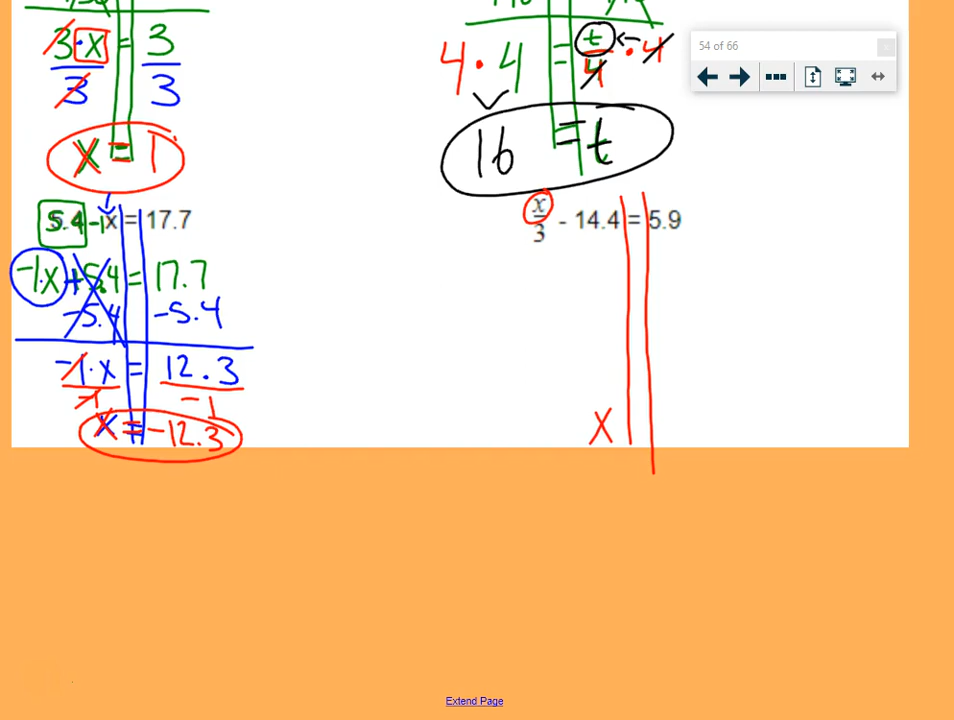 3·x = 3
3 3
x = 1
4·4 = t ← ·4
4
16 = t
54 of 66
5.4 -1x = 17.7
-1x +5.4 = 17.7
-5.4 -5.4
-1·x = 12.3
-1 -1
x = -12.3
x/3 - 14.4 = 5.9
x
Extend Page